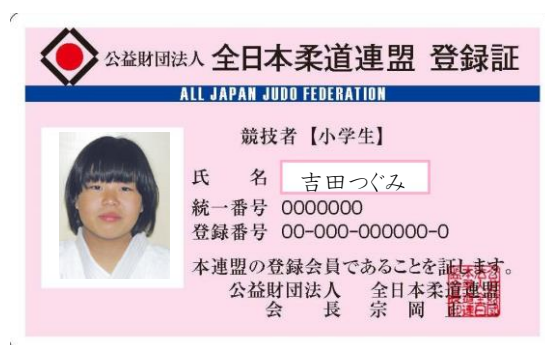 公益財団法人 全日本柔道連盟 登録証
ALL JAPAN JUDO FEDERATION
競技者【小学生】
氏 名 吉田つぐみ
統一番号 0000000
登録番号 00-000-000000-0
本連盟の登録会員であることを証します。
公益財団法人 全日本柔道連盟
会 長 宗 岡